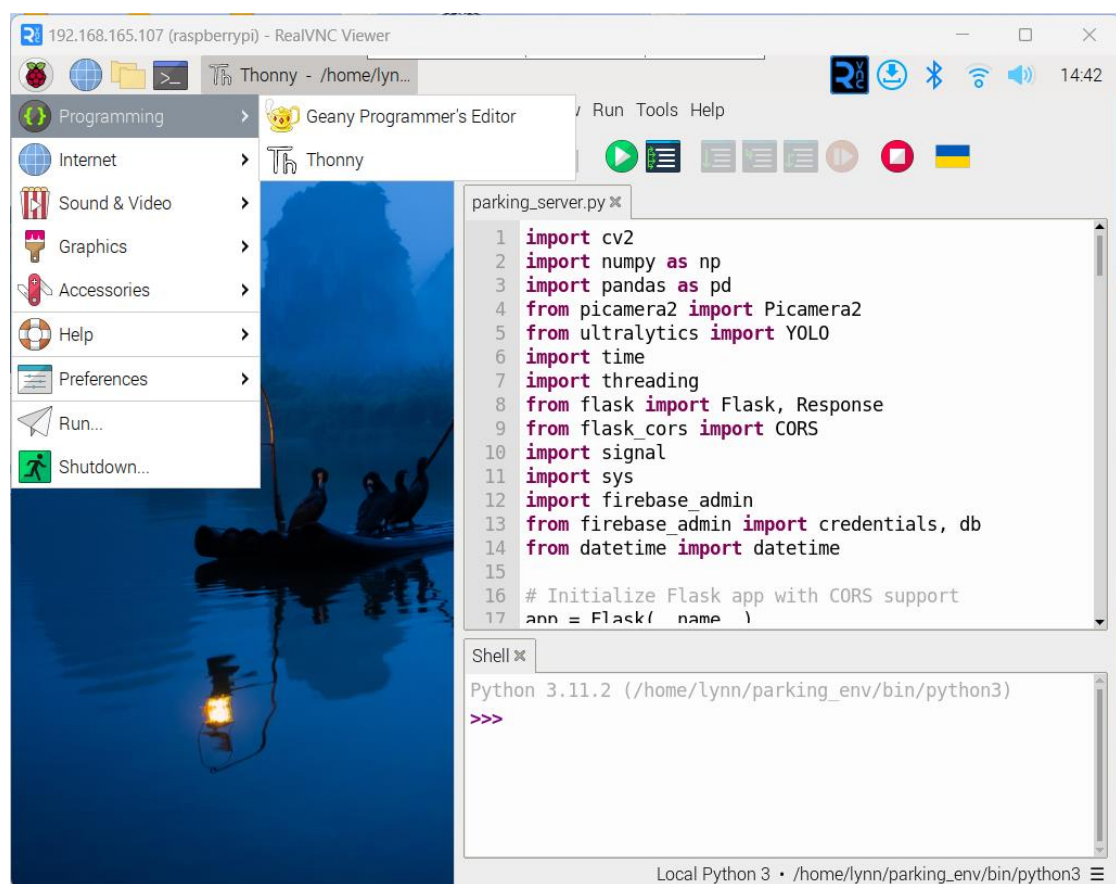 192.168.165.107 (raspberrypi) - RealVNC Viewer
Thonny - /home/lyn...
14:42
Programming
Internet
Sound & Video
Graphics
Accessories
Help
Preferences
Run...
Shutdown...
Geany Programmer's Editor
Thonny
Run Tools Help
parking_server.py
1 import cv2
2 import numpy as np
3 import pandas as pd
4 from picamera2 import Picamera2
5 from ultralytics import YOLO
6 import time
7 import threading
8 from flask import Flask, Response
9 from flask_cors import CORS
10 import signal
11 import sys
12 import firebase_admin
13 from firebase_admin import credentials, db
14 from datetime import datetime
15
16 # Initialize Flask app with CORS support
17 app = Flask(__name__)
Shell
Python 3.11.2 (/home/lynn/parking_env/bin/python3)
>>>
Local Python 3 • /home/lynn/parking_env/bin/python3 ☰